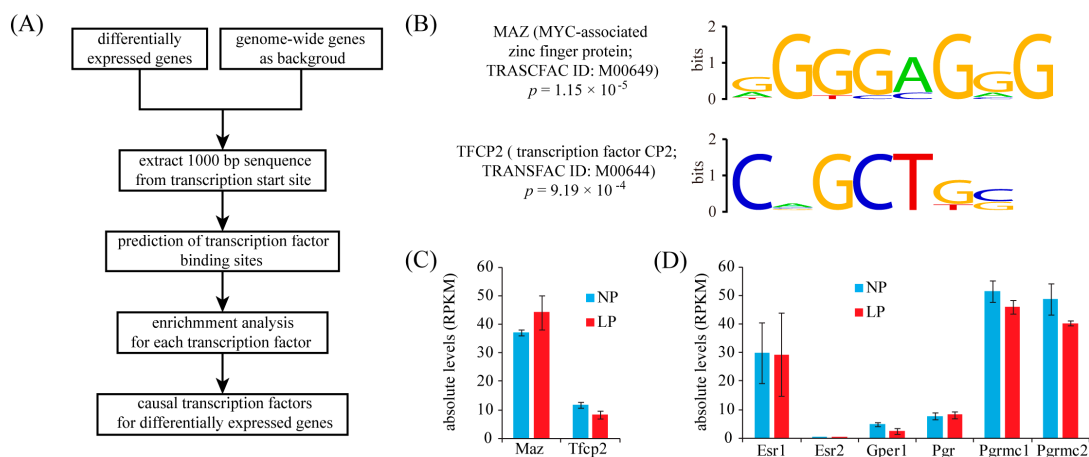 (A)
differentially
expressed genes
genome-wide genes
as backgroud
extract 1000 bp senquence
from transcription start site
prediction of transcription factor
binding sites
enrichmment analysis
for each transcription factor
causal transcription factors
for differentially expressed genes
(B)
MAZ (MYC-associated
zinc finger protein;
TRASCFAC ID: M00649)
p = 1.15 × 10⁻⁵
bits
2
1
0
GGGGAGGG
TFCP2 ( transcription factor CP2;
TRANSFAC ID: M00644)
p = 9.19 × 10⁻⁴
bits
2
1
0
CAGCTGC
(C)
absolute levels (RPKM)
60
50
40
30
20
10
0
NP
LP
Maz Tfcp2
(D)
absolute levels (RPKM)
60
50
40
30
20
10
0
NP
LP
Esr1 Esr2 Gper1 Pgr Pgrmc1 Pgrmc2